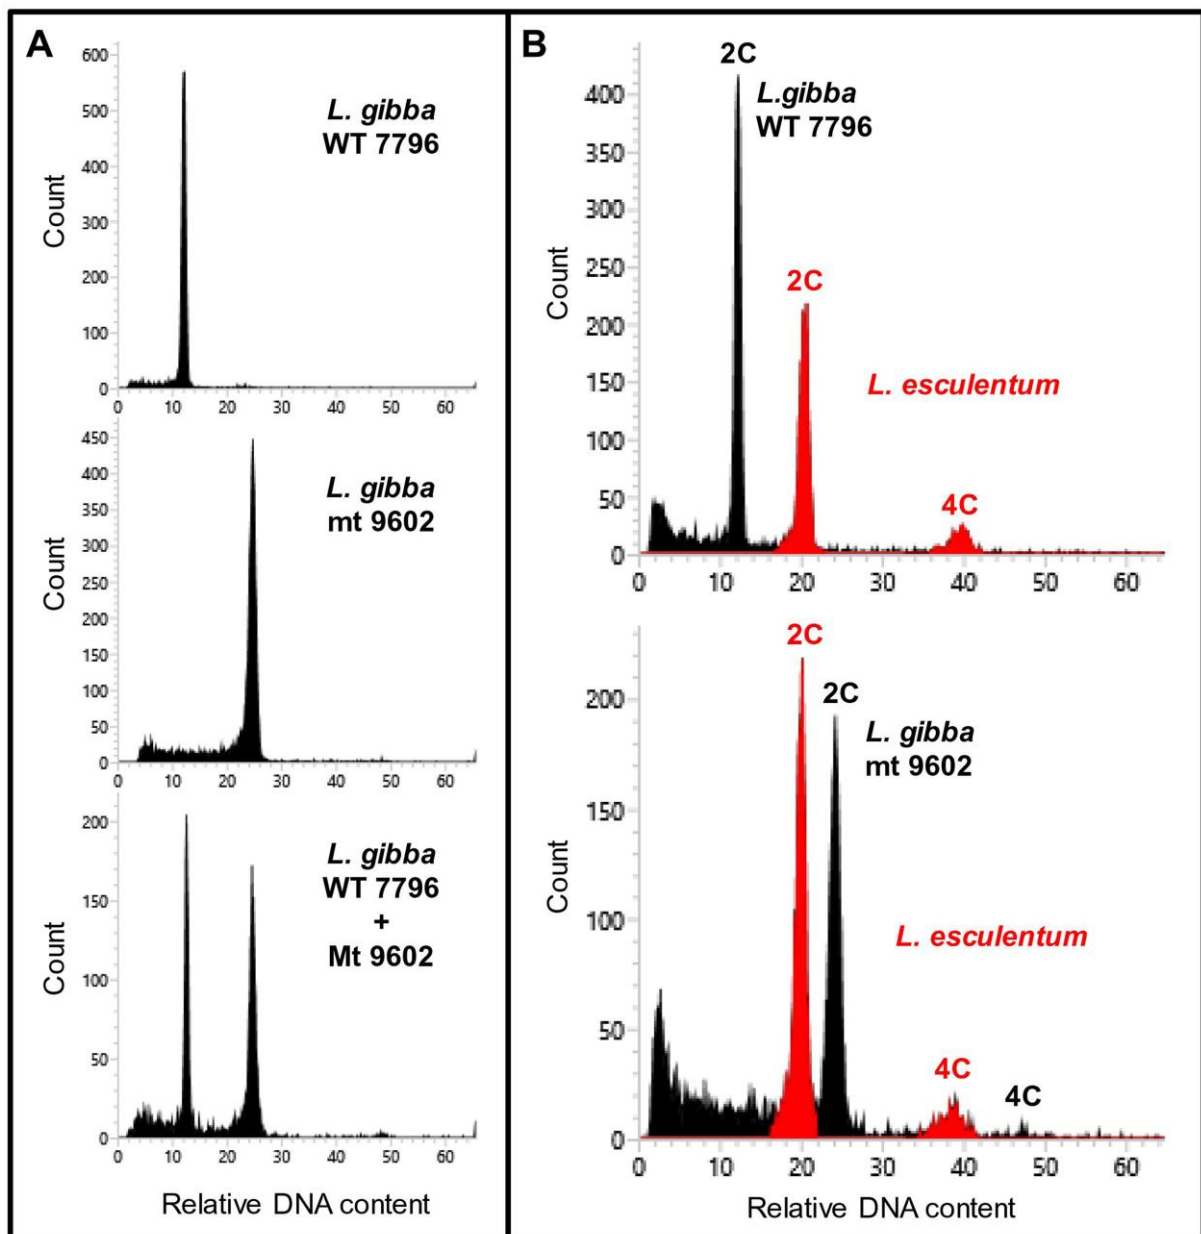 A
600
500
400
300
200
100
0
0 10 20 30 40 50 60
Count
L. gibba
WT 7796
450
400
350
300
250
200
150
100
50
0
0 10 20 30 40 50 60
Count
L. gibba
mt 9602
200
150
100
50
0
0 10 20 30 40 50 60
Count
L. gibba
WT 7796
+
Mt 9602
Relative DNA content
B
2C
L.gibba
WT 7796
400
350
300
250
200
150
100
50
0
0 10 20 30 40 50 60
Count
2C
L. esculentum
4C
2C
2C
L. gibba
mt 9602
200
150
100
50
0
0 10 20 30 40 50 60
Count
L. esculentum
4C
4C
Relative DNA content